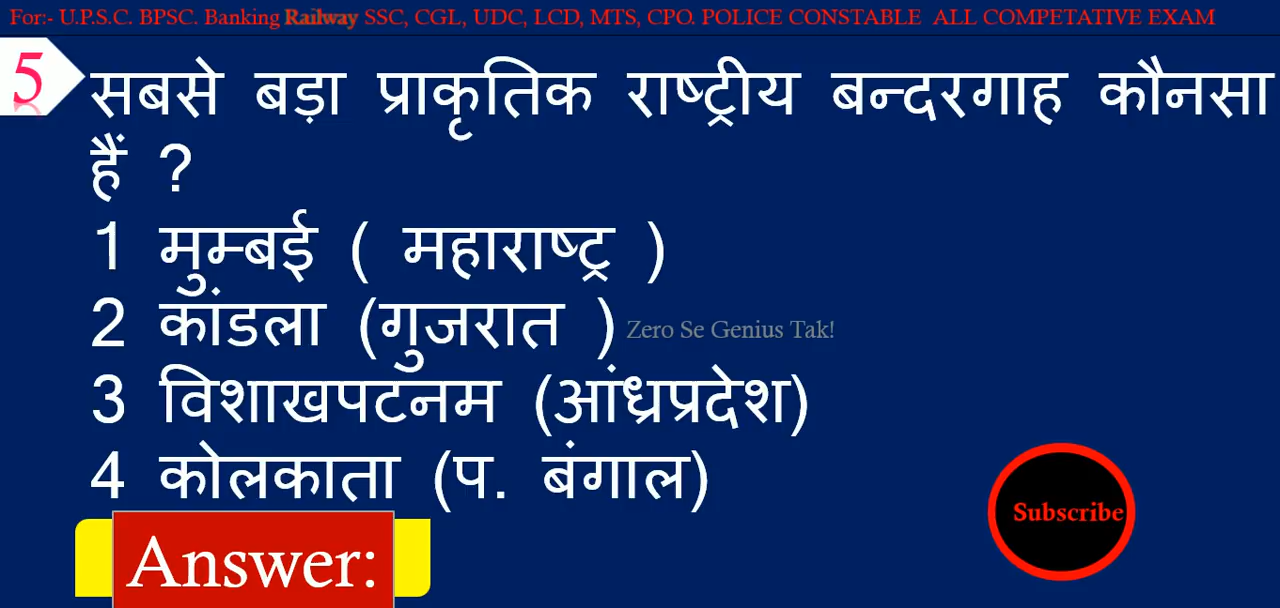 For:- U.P.S.C. BPSC. Banking Railway SSC, CGL, UDC, LCD, MTS, CPO. POLICE CONSTABLE ALL COMPETATIVE EXAM
5 सबसे बड़ा प्राकृतिक राष्ट्रीय बन्दरगाह कौनसा
हैं ?
1 मुम्बई ( महाराष्ट्र )
2 कांडला (गुजरात )
Zero Se Genius Tak!
3 विशाखपटनम (आंध्रप्रदेश)
4 कोलकाता (प. बंगाल)
Subscribe
Answer: